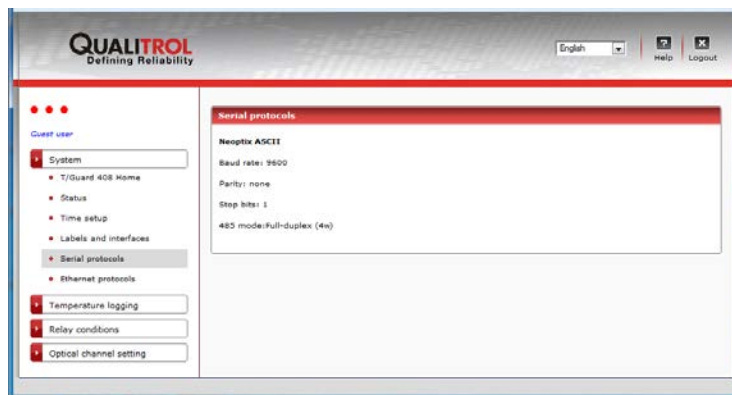 QUALITROL
Defining Reliability
English
?
Help
X
Logout
Guest user
System
T/Guard 408 Home
Status
Time setup
Labels and interfaces
Serial protocols
Ethernet protocols
Temperature logging
Relay conditions
Optical channel setting
Serial protocols
Neoptix ASCII
Baud rate: 9600
Parity: none
Stop bits: 1
485 mode:Full-duplex (4w)